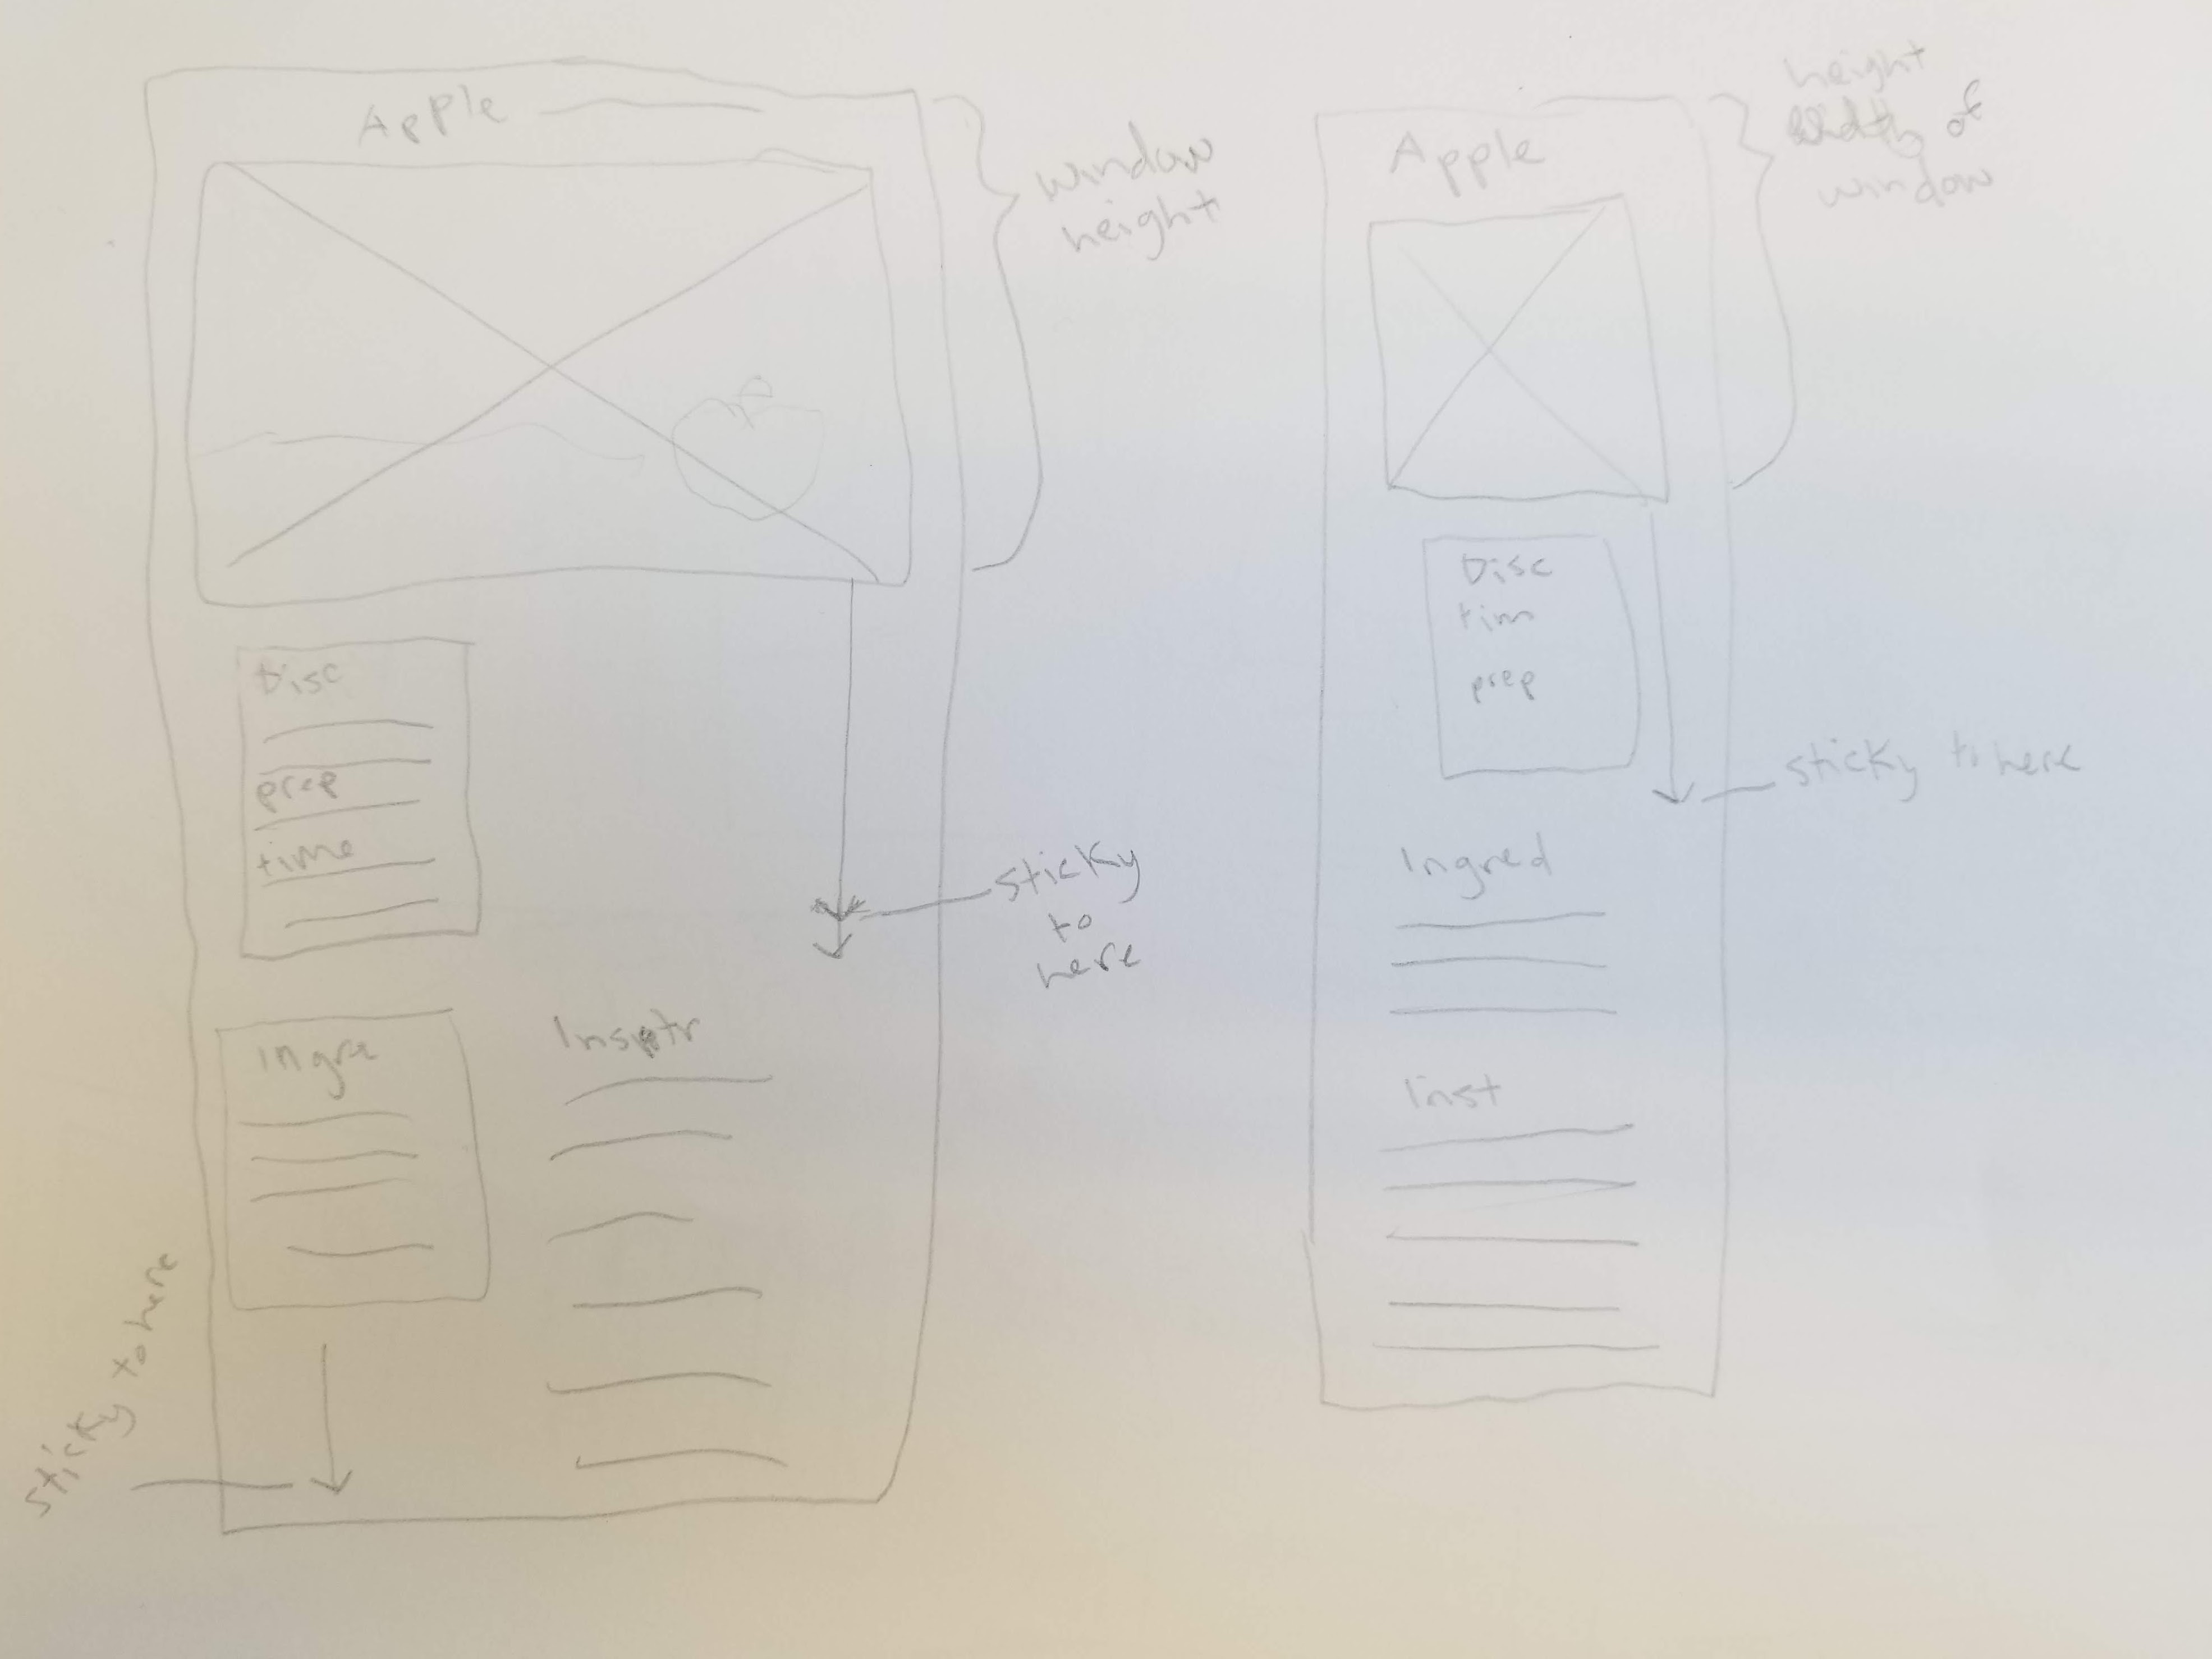 Apple
window
height
Disc
prep
time
sticky
to
here
Ingre
Instr
sticky to here
Apple
height
width of
window
Disc
tim
prep
sticky to here
Ingred
Inst